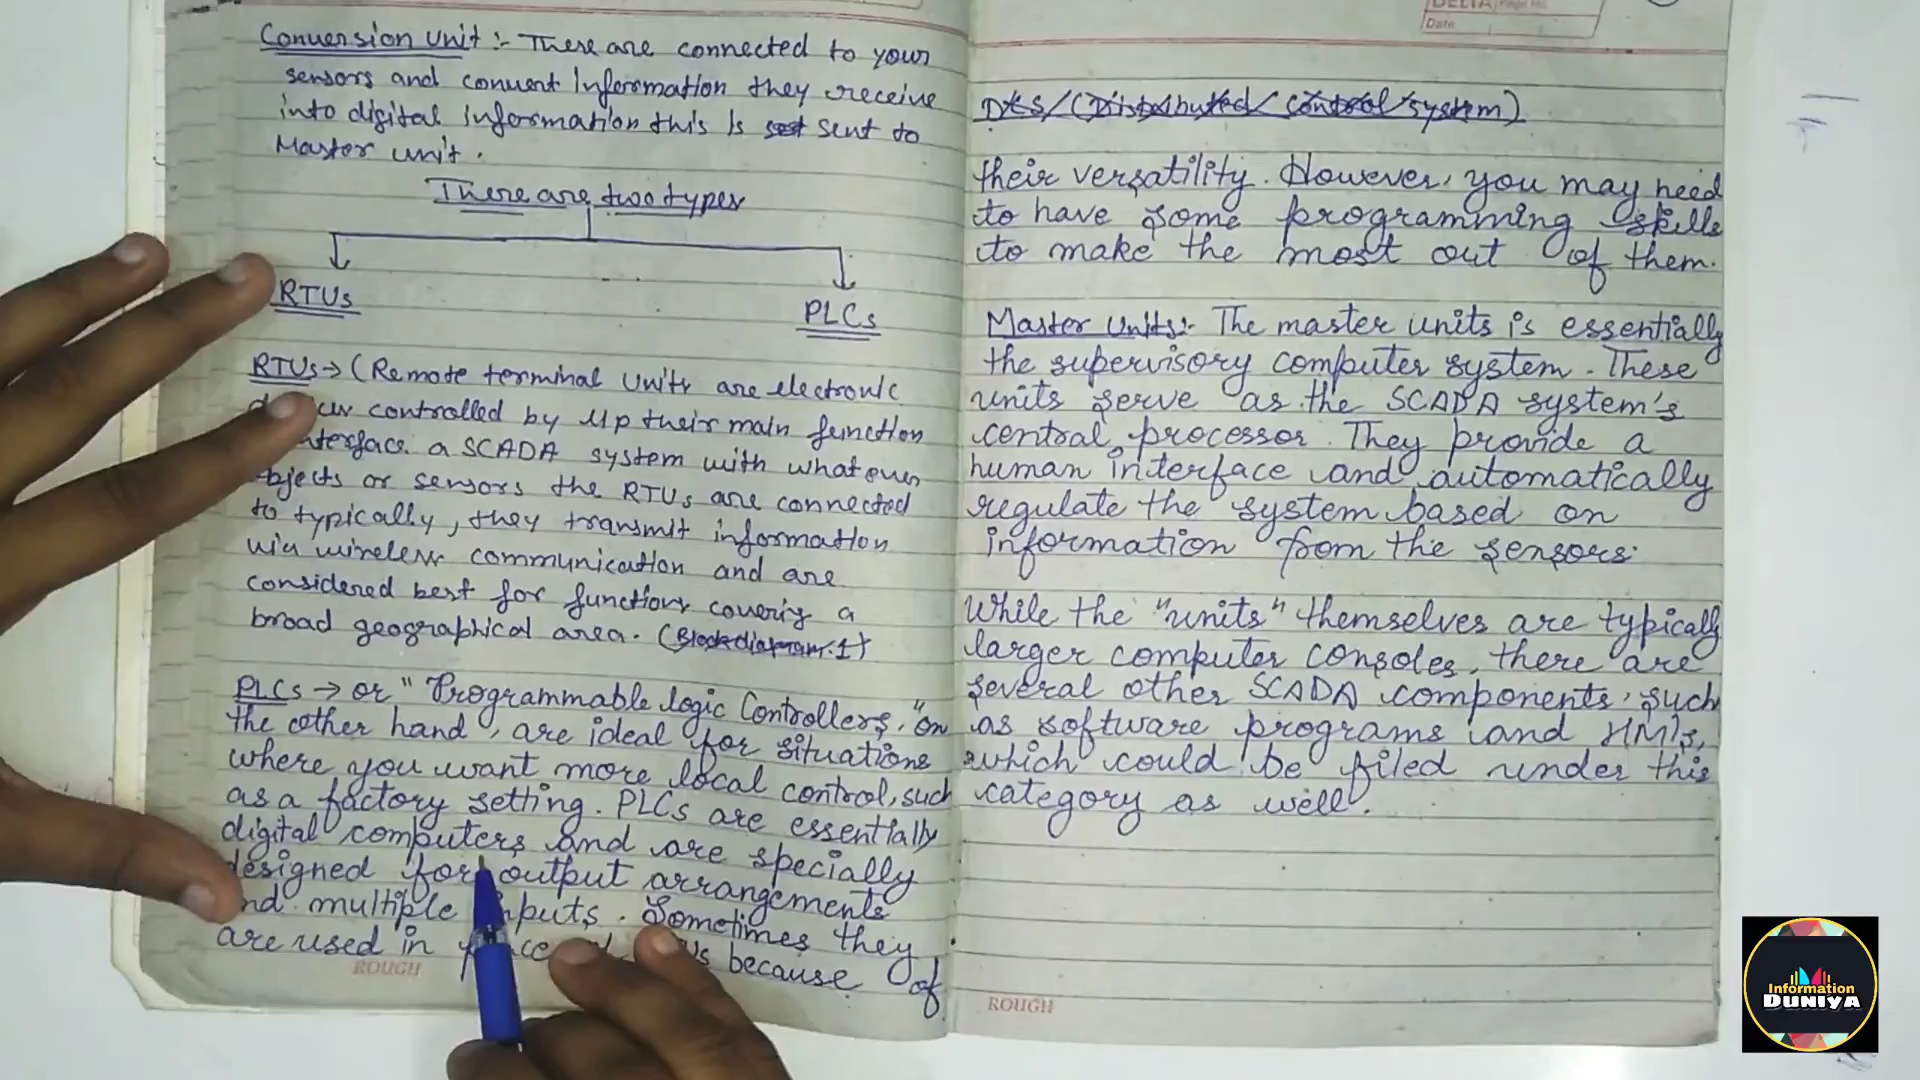 Conversion unit :- There are connected to your
sensors and convert Information they receive
into digital information this is sent to
Master unit.
There are two types
RTUs
PLCs
RTUs → (Remote terminal Units are electronic
controlled by up their main function
interface a SCADA system with whatever
objects or sensors the RTUs are connected
to typically, they transmit information
via wireless communication and are
considered best for functions covering a
broad geographical area. (Block diagram.1)
PLCs → or "Programmable logic Controllers," on
the other hand, are ideal for situations
where you want more local control, such
as a factory setting. PLCs are essentially
digital computers and are specially
designed for output arrangements
and multiple inputs. Sometimes they
are used in because of
ROUGH
DELTA Page No.
Date
DCS/(Distributed/Control/system)
their versatility. However, you may need
to have some programming skills
to make the most out of them.
Master Units:- The master units is essentially
the supervisory computer system. These
units serve as the SCADA system's
central processor. They provide a
human interface and automatically
regulate the system based on
information from the sensors.
While the "units" themselves are typically
larger computer consoles, there are
several other SCADA components, such
as software programs and HMIs,
which could be filed under this
category as well.
ROUGH
Information
DUNIYA